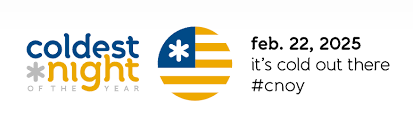 coldest
*night
OF THE YEAR
feb. 22, 2025
it's cold out there
#cnoy